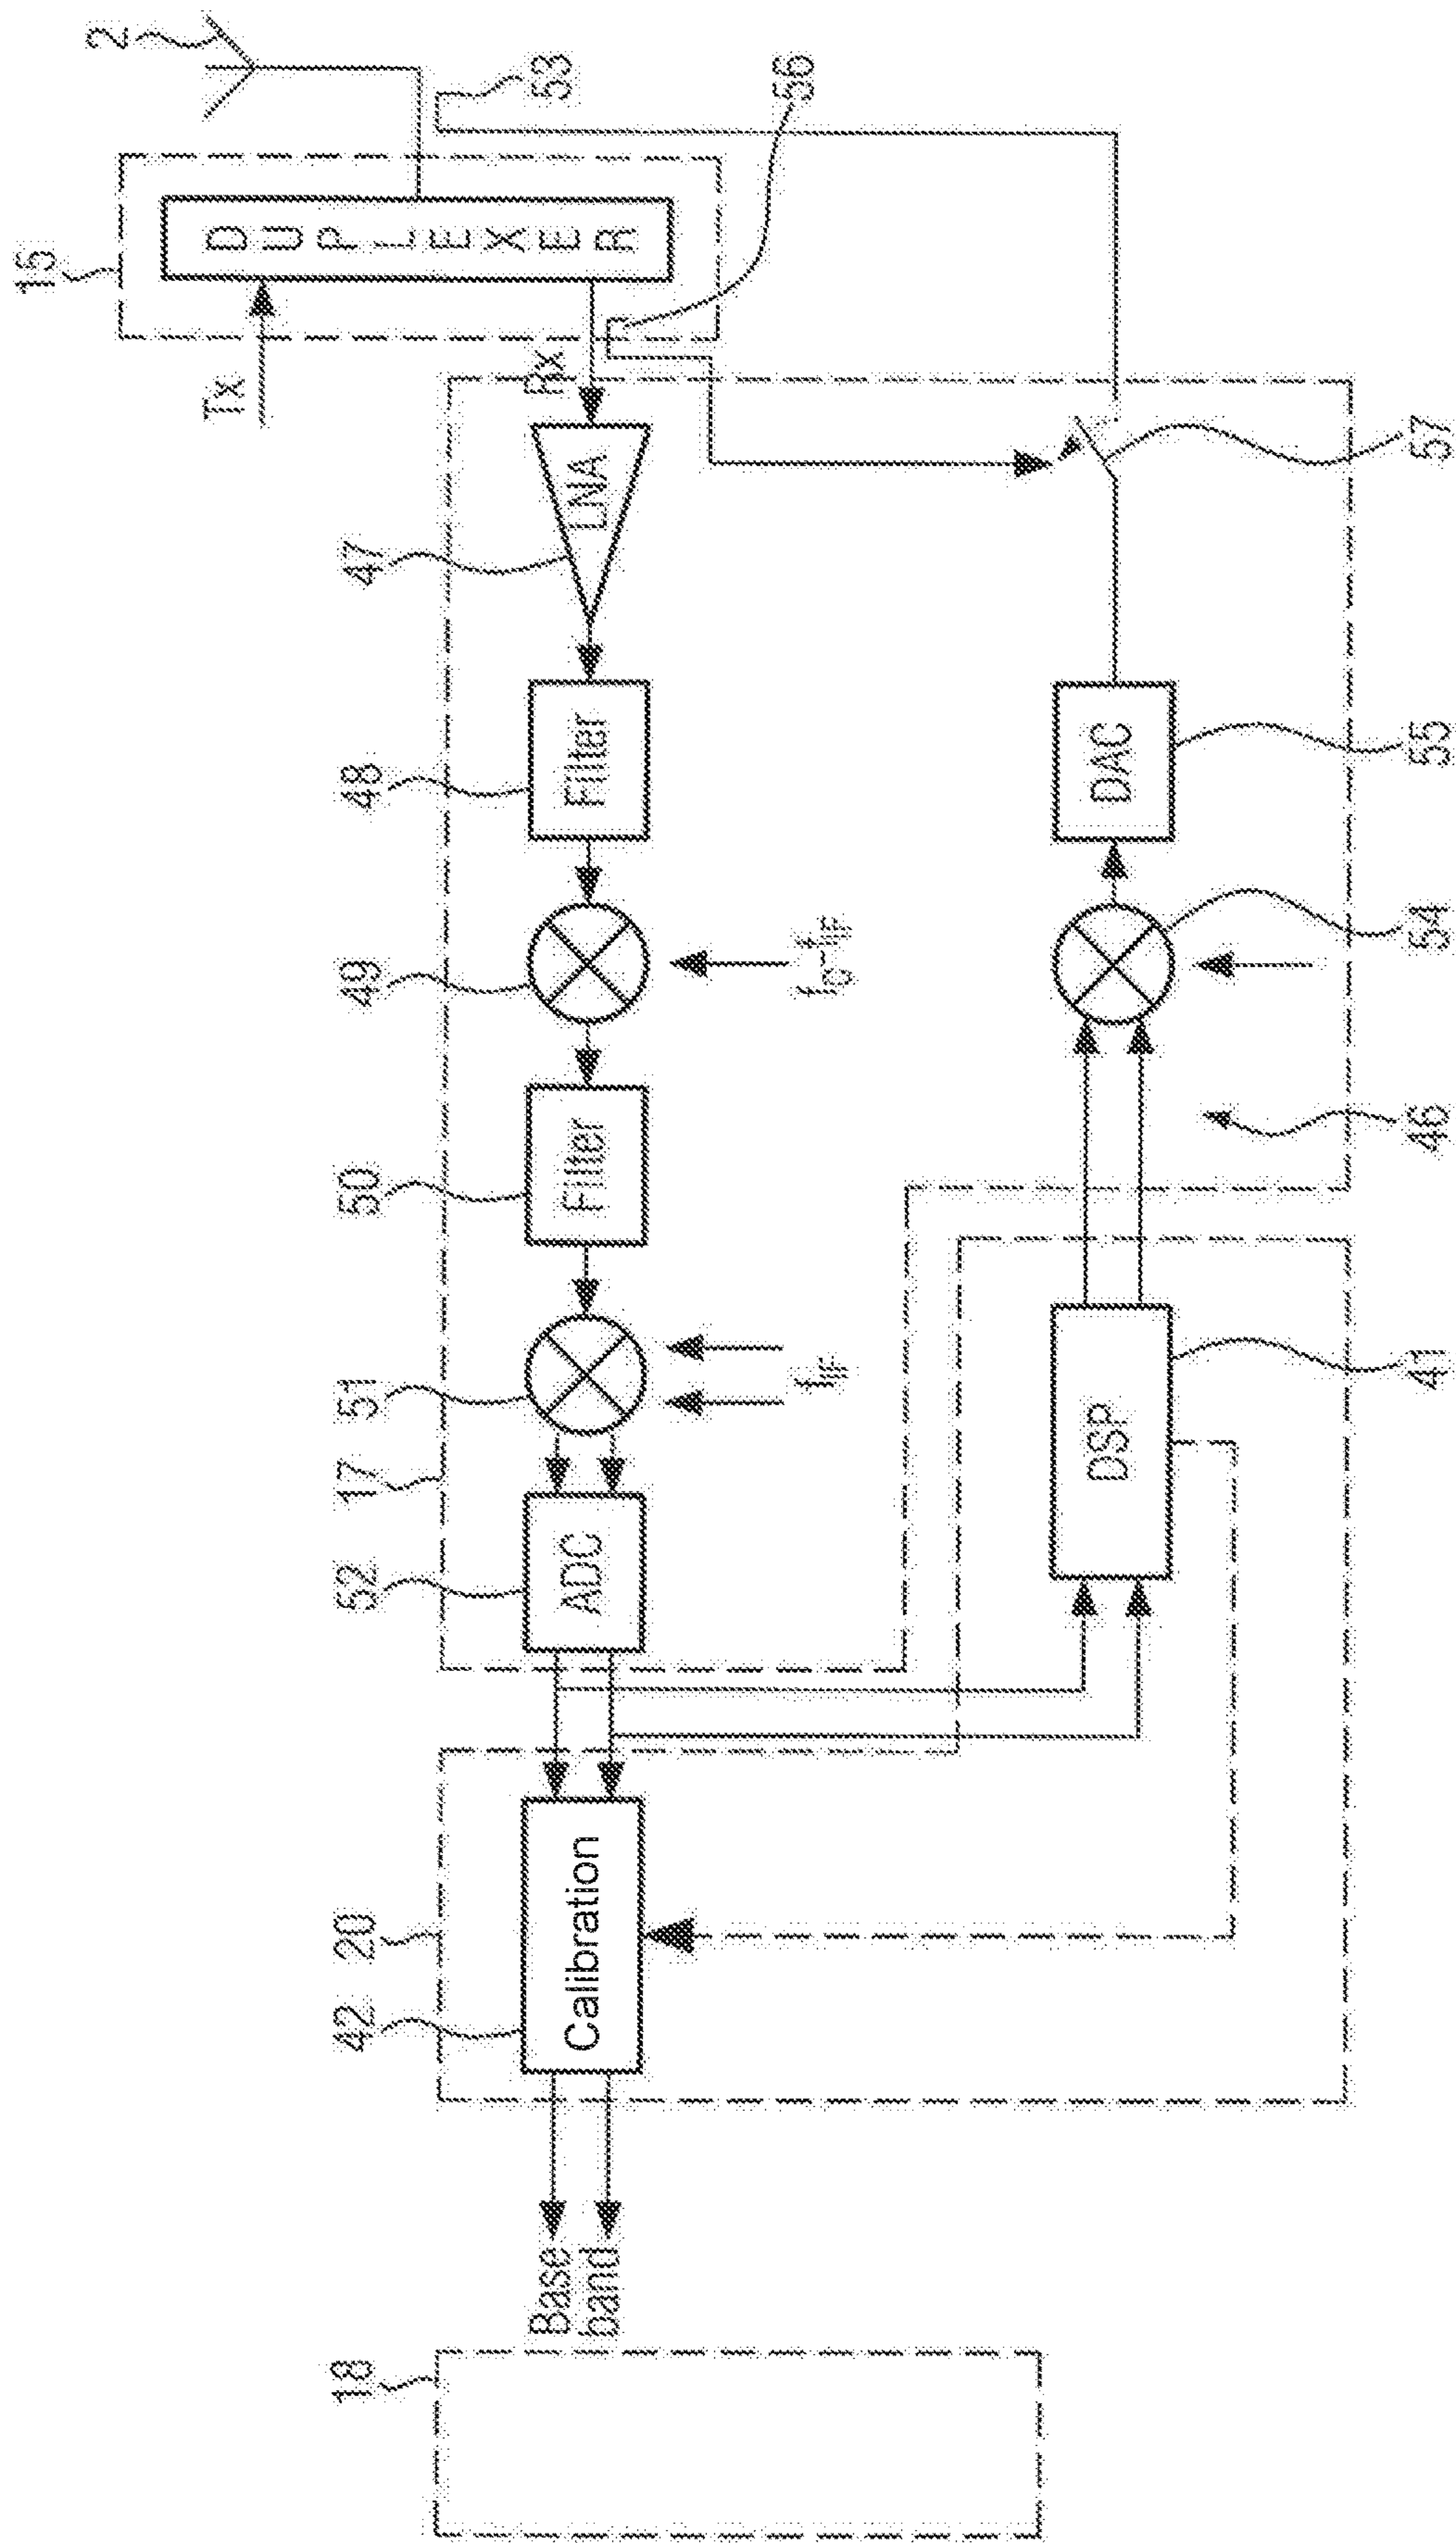 15
2
Tx
DUPLEXER
18
42
20
52
17
51
50
49
48
47
53
Rx
Base
band
Calibration
ADC
Filter
Filter
LNA
fIF
fC-fIF
56
DSP
DAC
41
46
54
55
57